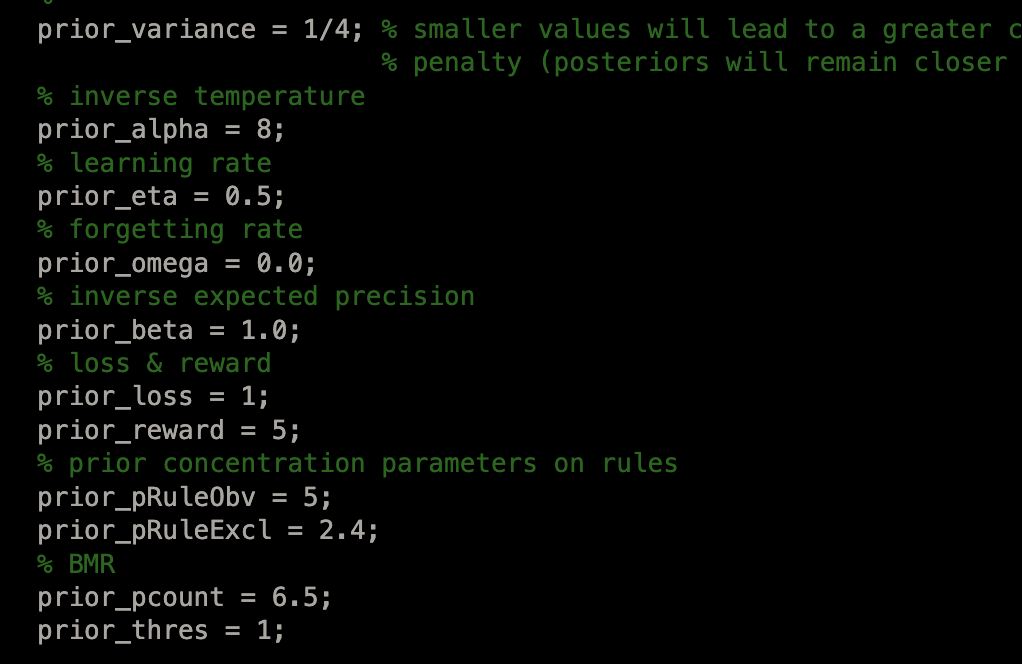 prior_variance = 1/4; % smaller values will lead to a greater
% penalty (posteriors will remain closer
% inverse temperature
prior_alpha = 8;
% learning rate
prior_eta = 0.5;
% forgetting rate
prior_omega = 0.0;
% inverse expected precision
prior_beta = 1.0;
% loss & reward
prior_loss = 1;
prior_reward = 5;
% prior concentration parameters on rules
prior_pRuleObv = 5;
prior_pRuleExcl = 2.4;
% BMR
prior_pcount = 6.5;
prior_thres = 1;